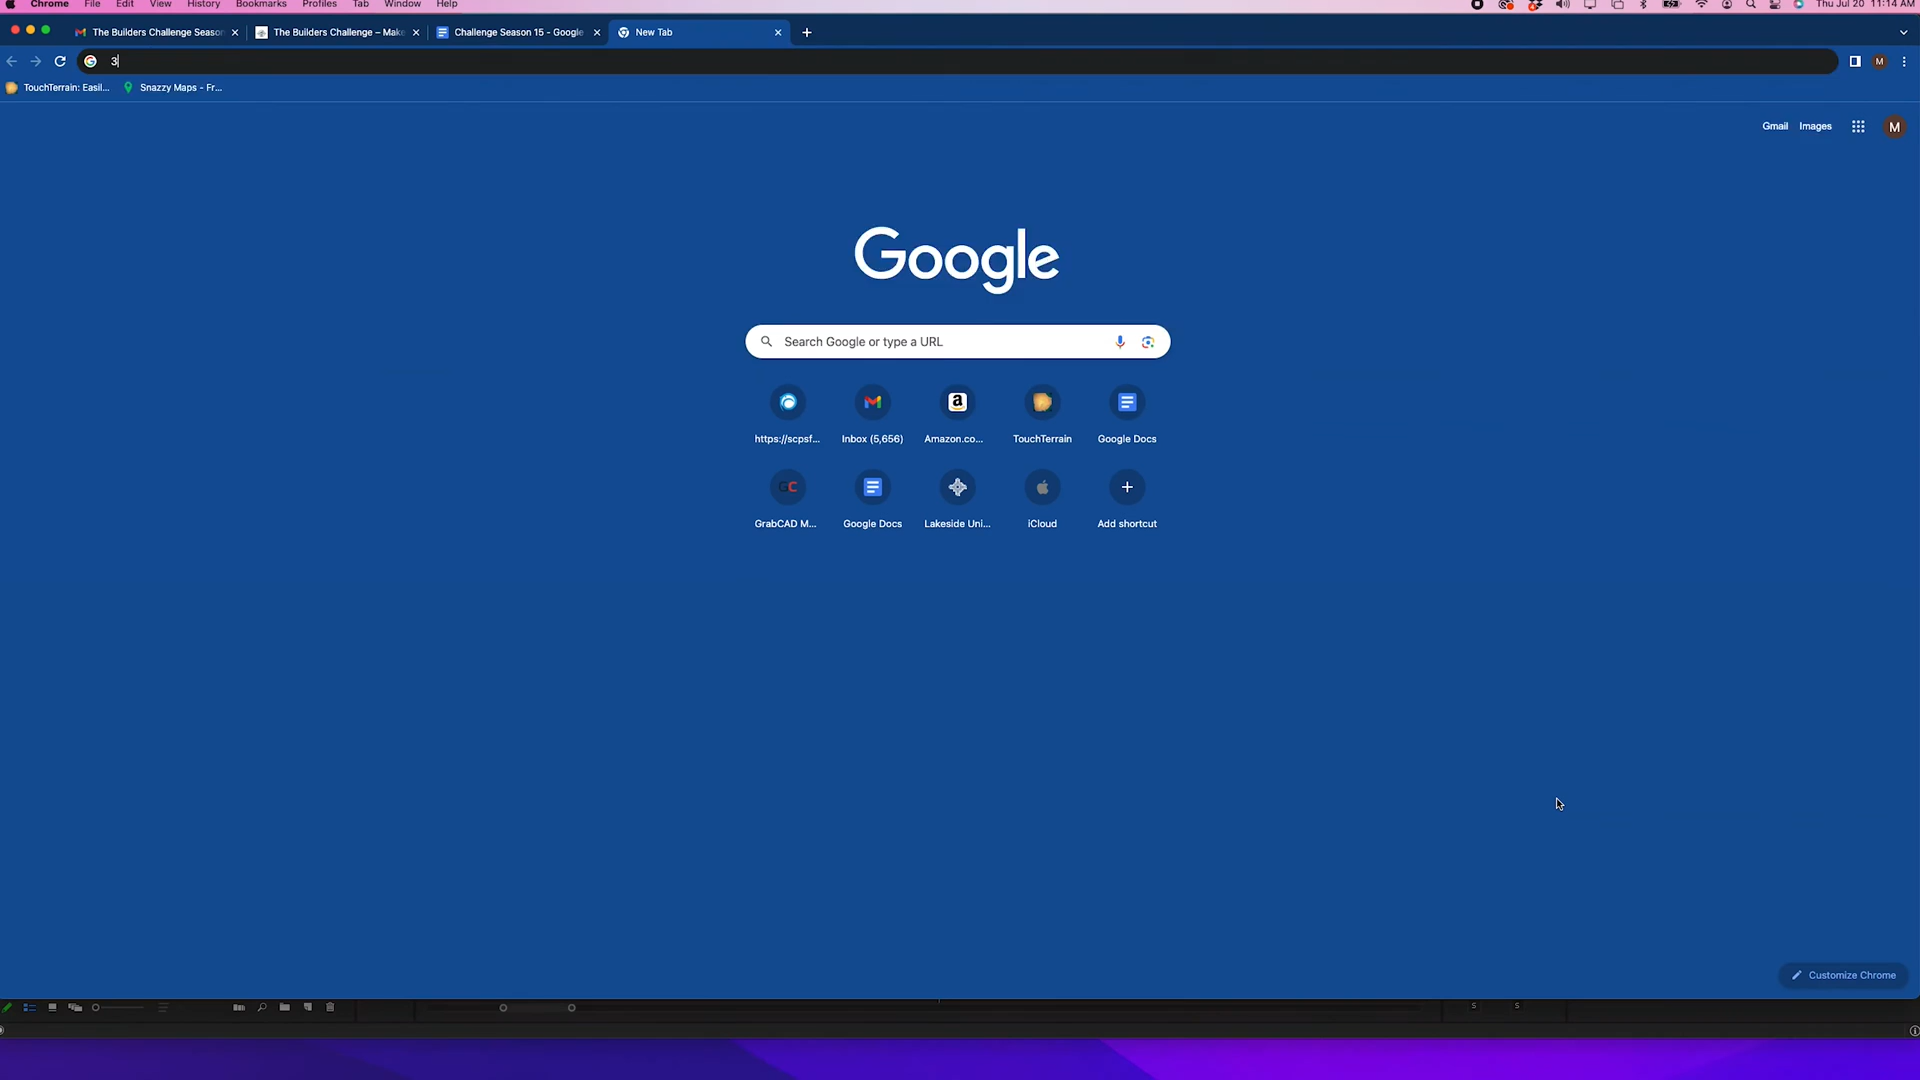 Chrome File Edit View History Bookmarks Profiles Tab Window Help Thu Jul 20 11:14 AM
The Builders Challenge Season The Builders Challenge – Make Challenge Season 15 - Google New Tab
3
M
TouchTerrain: Easil... Snazzy Maps - Fr...
Gmail Images M
Google
Search Google or type a URL
a
https://scpsf... Inbox (5,656) Amazon.co... TouchTerrain Google Docs
GC
GrabCAD M... Google Docs Lakeside Uni... iCloud Add shortcut
Customize Chrome
S S